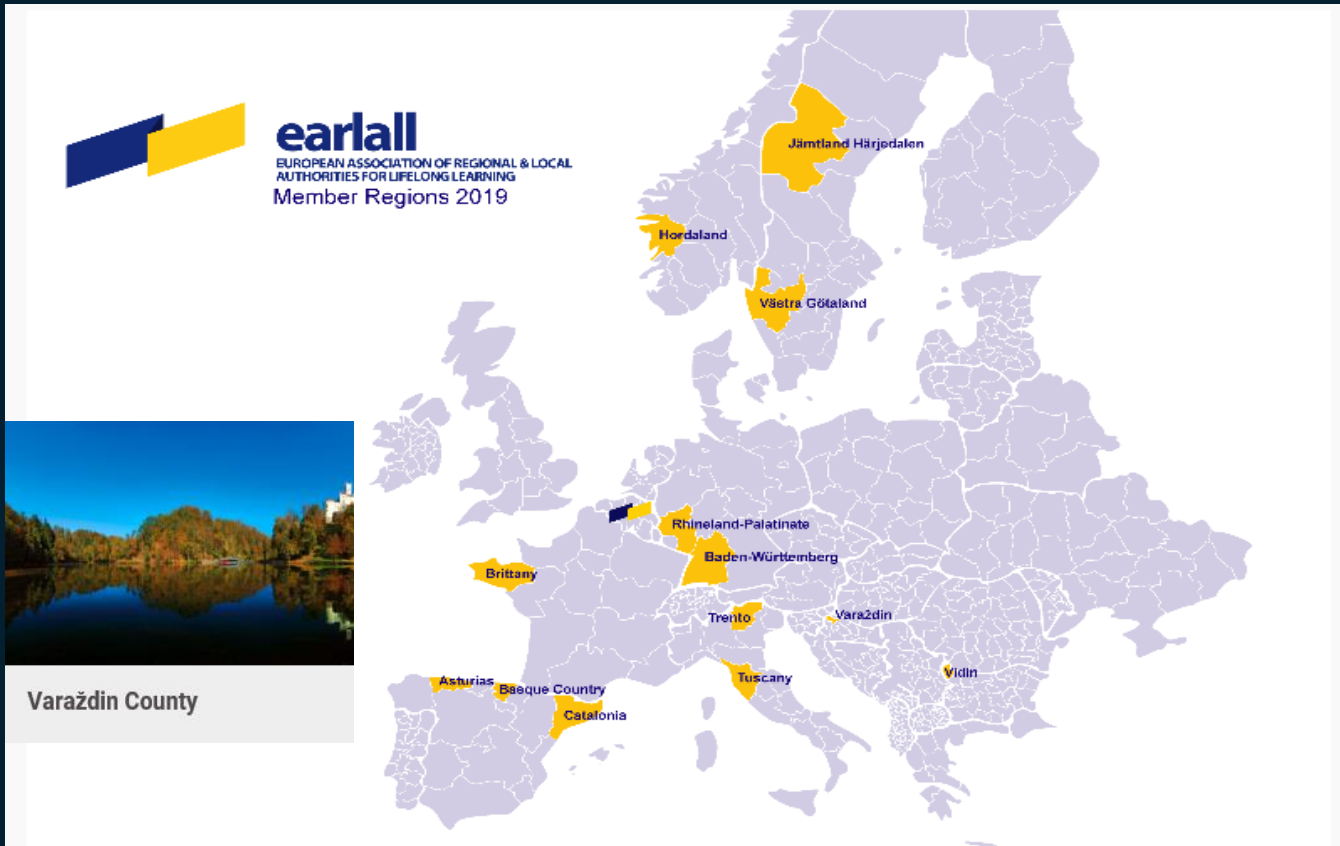 earlall
EUROPEAN ASSOCIATION OF REGIONAL & LOCAL
AUTHORITIES FOR LIFELONG LEARNING
Member Regions 2019
Jämtland Härjedalen
Hordaland
Västra Götaland
Rhineland-Palatinate
Baden-Württemberg
Brittany
Trento
Varaždin
Vidin
Asturias
Basque Country
Tuscany
Catalonia
Varaždin County